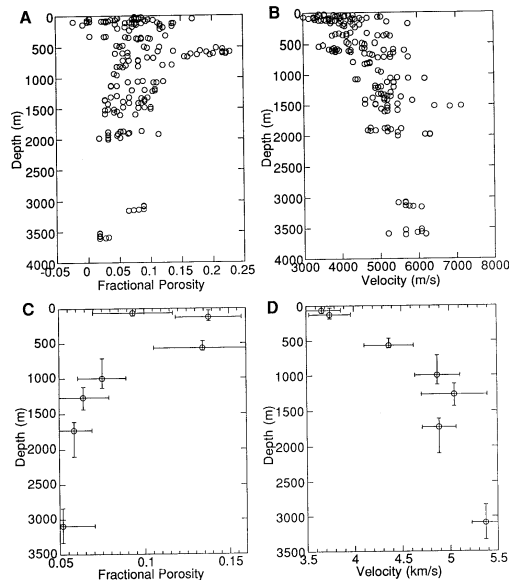 A
0
500
1000
1500
2000
2500
3000
3500
4000
Depth (m)
-0.05 0 0.05 0.1 0.15 0.2 0.25
Fractional Porosity
B
0
500
1000
1500
2000
2500
3000
3500
4000
Depth (m)
3000 4000 5000 6000 7000 8000
Velocity (m/s)
C
0
500
1000
1500
2000
2500
3000
3500
Depth (m)
0.05 0.1 0.15
Fractional Porosity
D
0
500
1000
1500
2000
2500
3000
3500
Depth (m)
3.5 4 4.5 5 5.5
Velocity (km/s)